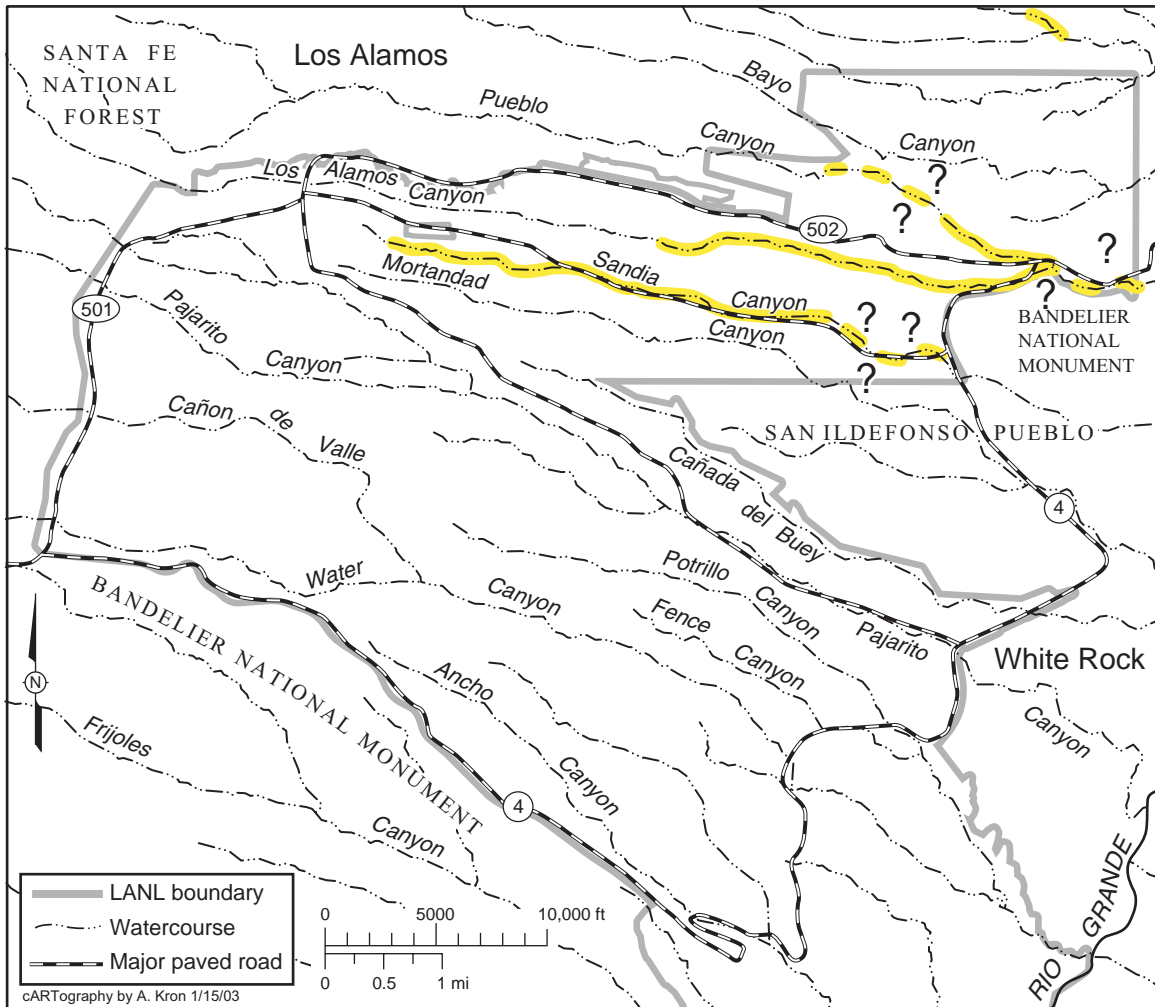 SANTA FE
NATIONAL
FOREST
Los Alamos
Bayo
Pueblo
Canyon
Canyon
Los Alamos
Canyon
?
?
502
?
Sandia
Mortandad
Canyon
Canyon
?
?
?
?
BANDELIER
NATIONAL
MONUMENT
501
Pajarito
Canyon
Cañon de Valle
SAN ILDEFONSO PUEBLO
Cañada
del Buey
4
Water
Canyon
Potrillo
Canyon
Fence
Canyon
Pajarito
White Rock
Canyon
BANDELIER NATIONAL MONUMENT
N
Ancho
Canyon
Frijoles
Canyon
4
RIO GRANDE
LANL boundary
Watercourse
Major paved road
0 5000 10,000 ft
0 0.5 1 mi
cARTography by A. Kron 1/15/03